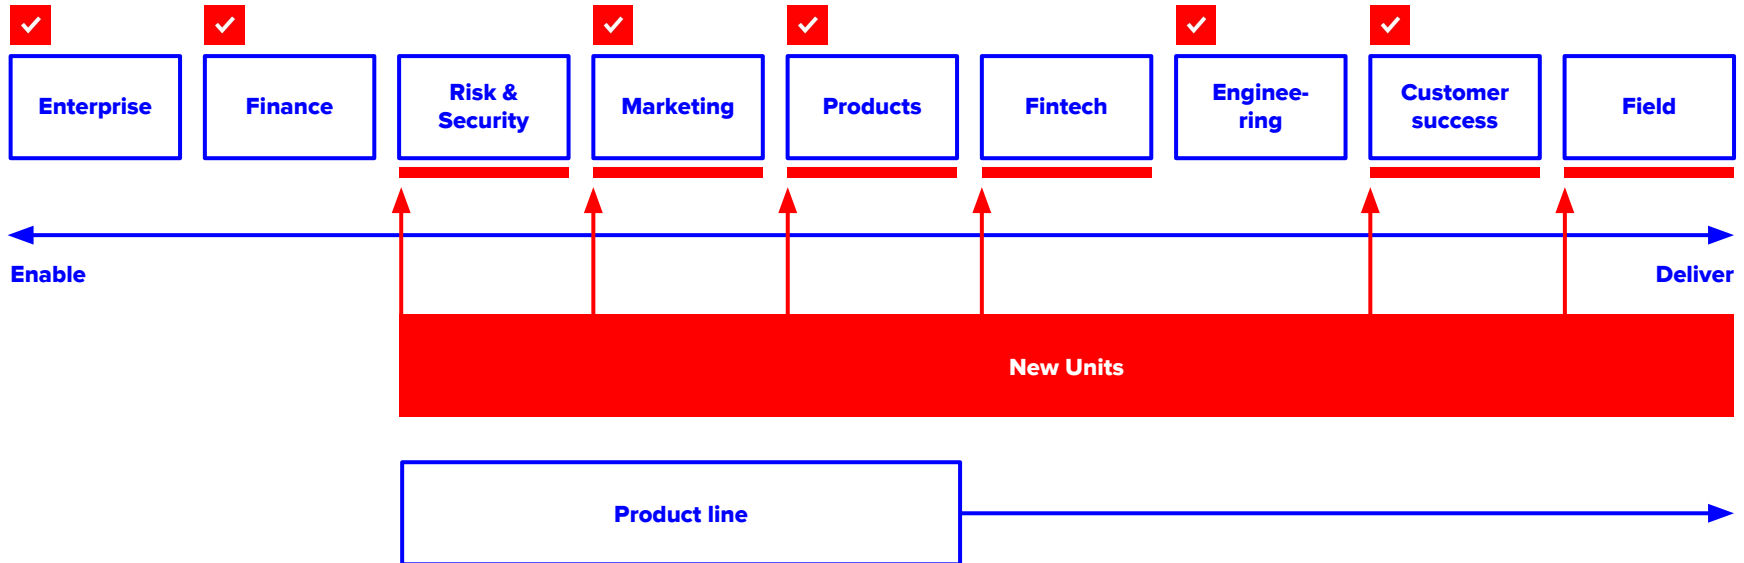 Enterprise
Finance
Risk &
Security
Marketing
Products
Fintech
Enginee-
ring
Customer
success
Field
Enable
Deliver
New Units
Product line